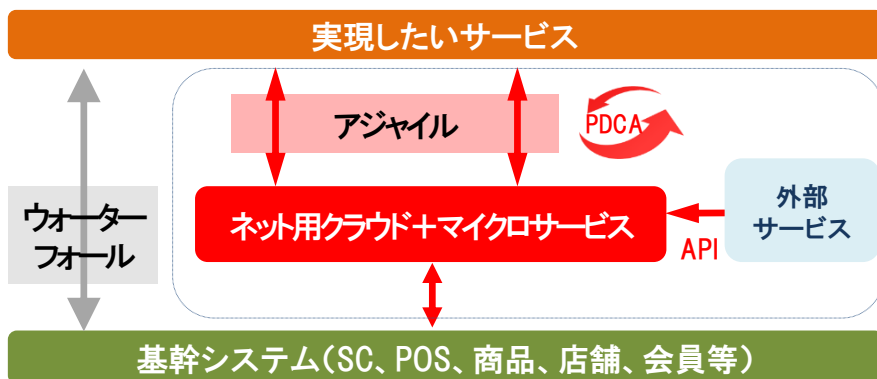 実現したいサービス
アジャイル
PDCA
ウォーター
フォール
ネット用クラウド＋マイクロサービス
外部
サービス
API
基幹システム（SC、POS、商品、店舗、会員等）